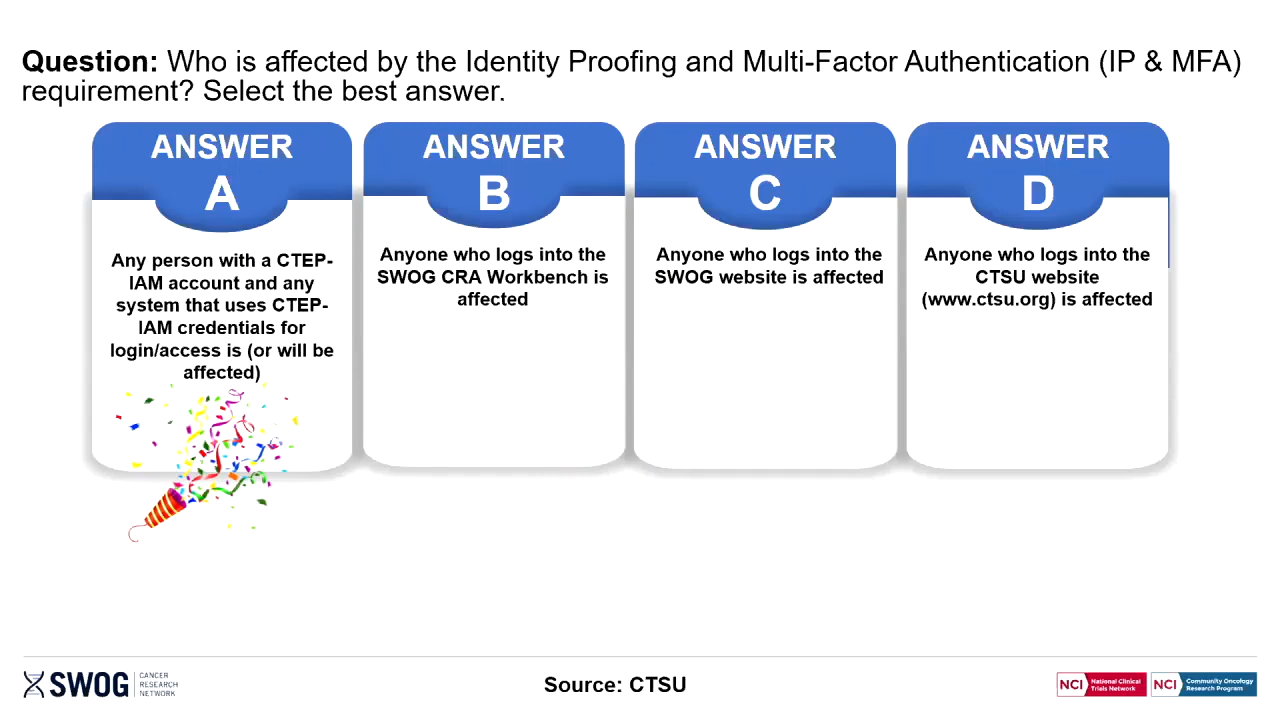 Question: Who is affected by the Identity Proofing and Multi-Factor Authentication (IP & MFA)
requirement? Select the best answer.
ANSWER
A
Any person with a CTEP-
IAM account and any
system that uses CTEP-
IAM credentials for
login/access is (or will be
affected)
ANSWER
B
Anyone who logs into the
SWOG CRA Workbench is
affected
ANSWER
C
Anyone who logs into the
SWOG website is affected
ANSWER
D
Anyone who logs into the
CTSU website
(www.ctsu.org) is affected
SWOG
CANCER
RESEARCH
NETWORK
Source: CTSU
NCI
National Clinical
Trials Network
NCI
Community Oncology
Research Program